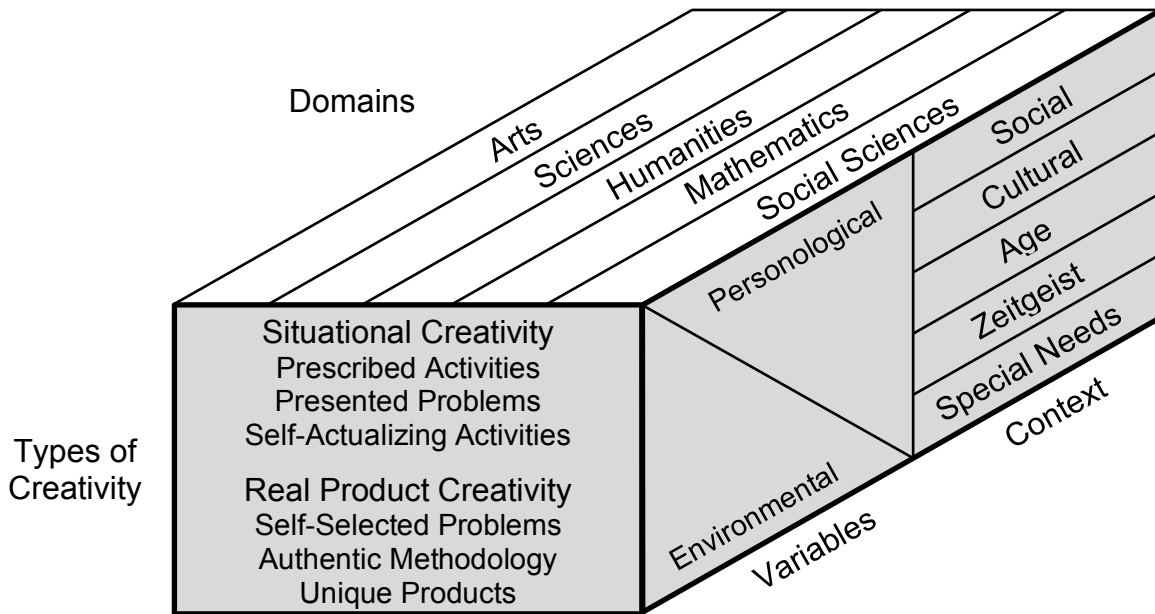 Domains
Arts
Sciences
Humanities
Mathematics
Social Sciences
Types of
Creativity
Situational Creativity
Prescribed Activities
Presented Problems
Self-Actualizing Activities
Real Product Creativity
Self-Selected Problems
Authentic Methodology
Unique Products
Personological
Environmental
Variables
Social
Cultural
Age
Zeitgeist
Special Needs
Context